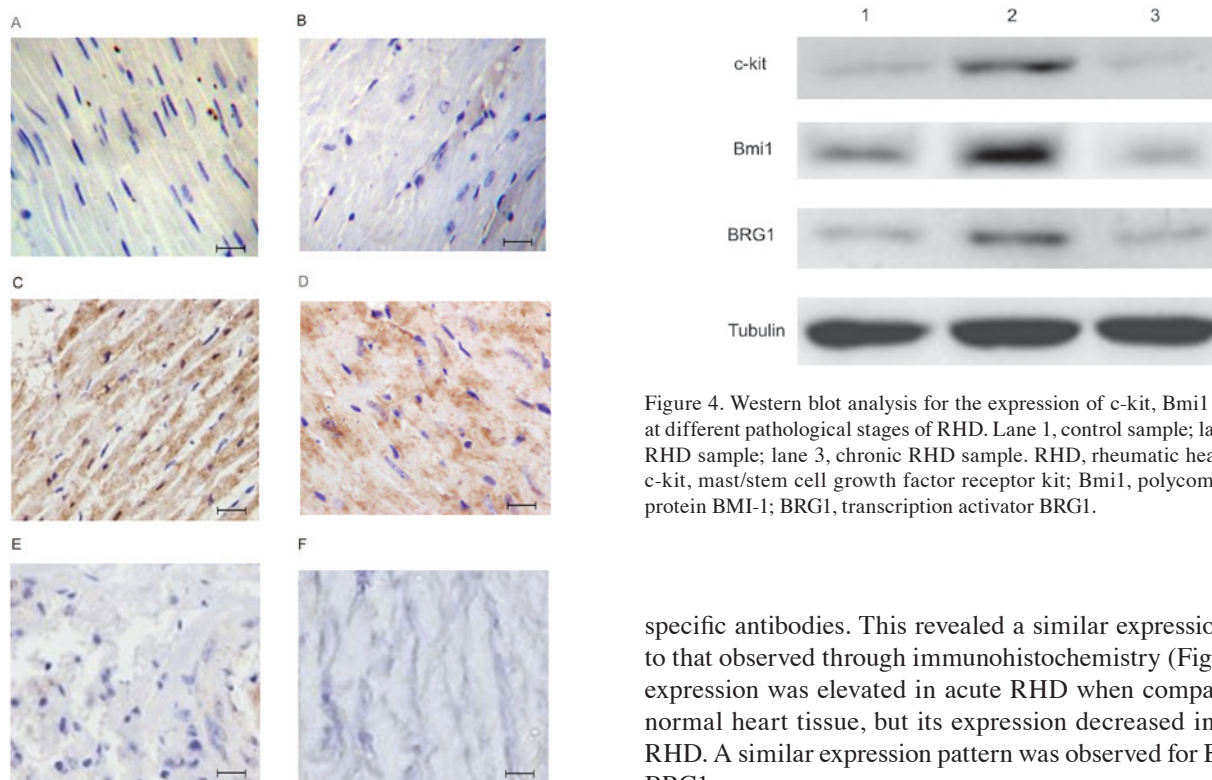 A
B
C
D
E
F
1 2 3
c-kit
Bmi1
BRG1
Tubulin
Figure 4. Western blot analysis for the expression of c-kit, Bmi1
at different pathological stages of RHD. Lane 1, control sample; la
RHD sample; lane 3, chronic RHD sample. RHD, rheumatic hea
c-kit, mast/stem cell growth factor receptor kit; Bmi1, polycom
protein BMI-1; BRG1, transcription activator BRG1.
specific antibodies. This revealed a similar expressio
to that observed through immunohistochemistry (Fig
expression was elevated in acute RHD when compa
normal heart tissue, but its expression decreased in
RHD. A similar expression pattern was observed for
BRG1